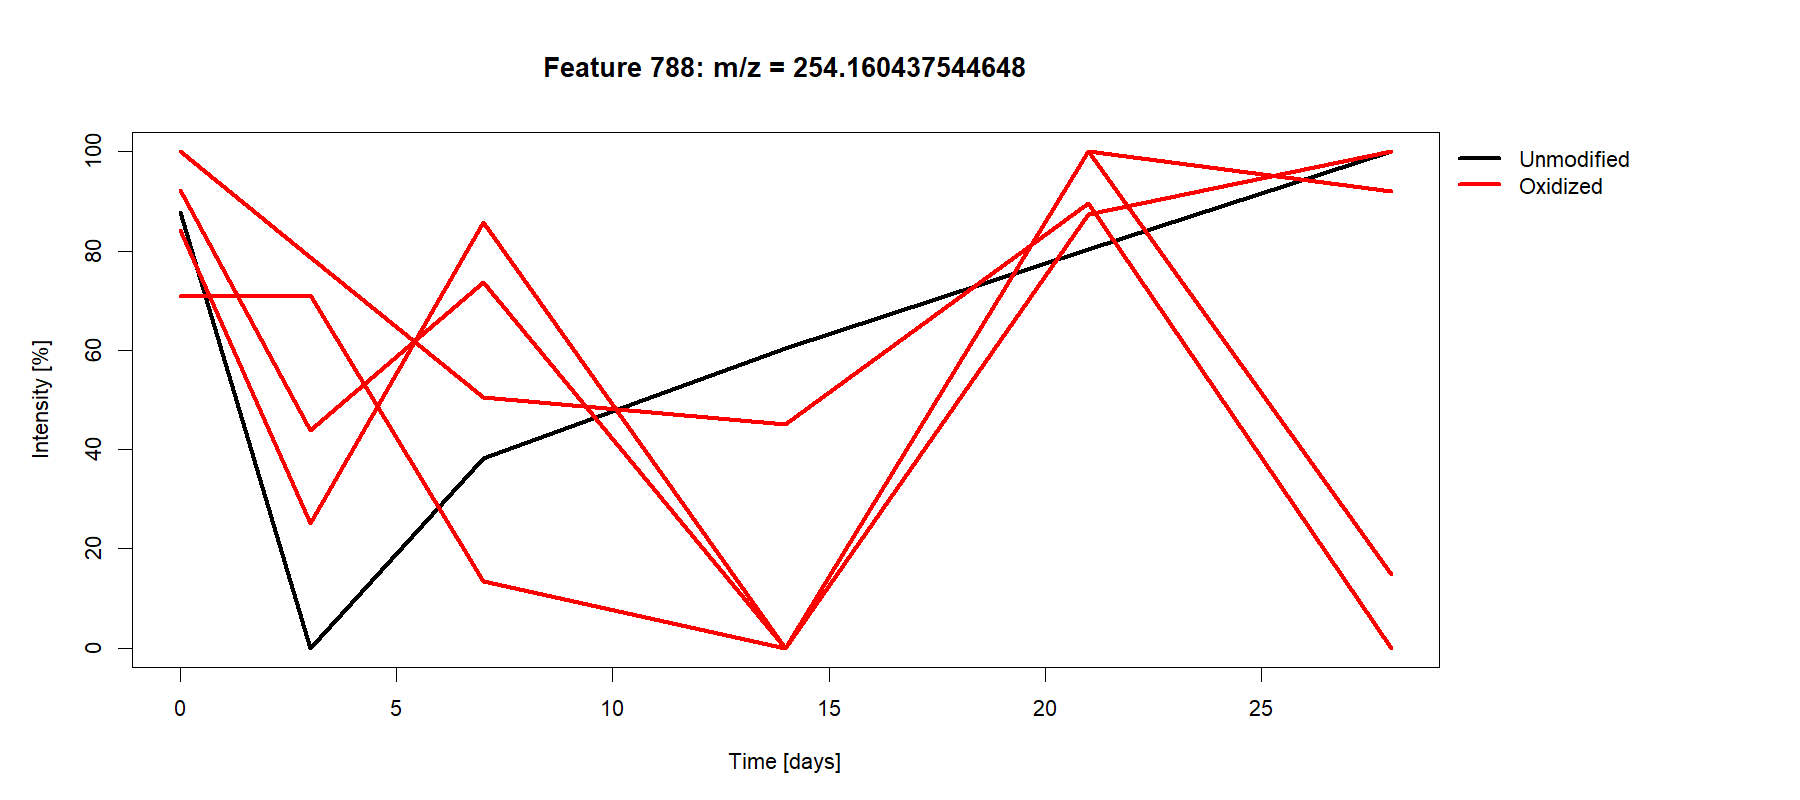 Feature 788: m/z = 254.160437544648
Unmodified
Oxidized
Intensity [%]
100
80
60
40
20
0
0 5 10 15 20 25
Time [days]